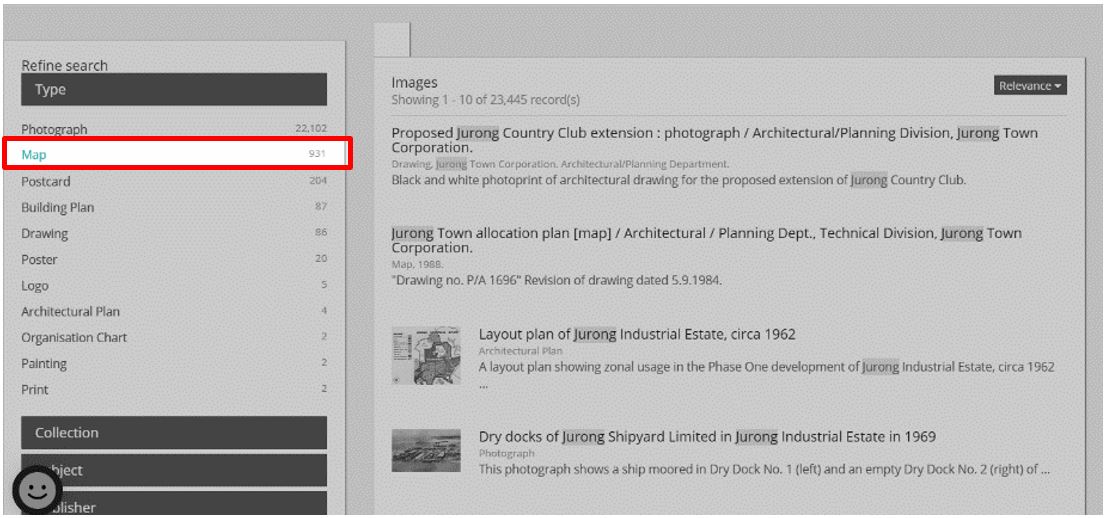 Refine search
Type
Photograph 22,102
Map 931
Postcard 204
Building Plan 87
Drawing 86
Poster 20
Logo 5
Architectural Plan 4
Organisation Chart 2
Painting 2
Print 2
Collection
bject
blisher
Images
Relevance
Showing 1 - 10 of 23,445 record(s)
Proposed Jurong Country Club extension : photograph / Architectural/Planning Division, Jurong Town
Corporation.
Drawing, Jurong Town Corporation. Architectural/Planning Department.
Black and white photoprint of architectural drawing for the proposed extension of Jurong Country Club.
Jurong Town allocation plan [map] / Architectural / Planning Dept., Technical Division, Jurong Town
Corporation.
Map, 1988.
"Drawing no. P/A 1696" Revision of drawing dated 5.9.1984.
Layout plan of Jurong Industrial Estate, circa 1962
Architectural Plan
A layout plan showing zonal usage in the Phase One development of Jurong Industrial Estate, circa 1962
...
Dry docks of Jurong Shipyard Limited in Jurong Industrial Estate in 1969
Photograph
This photograph shows a ship moored in Dry Dock No. 1 (left) and an empty Dry Dock No. 2 (right) of ...